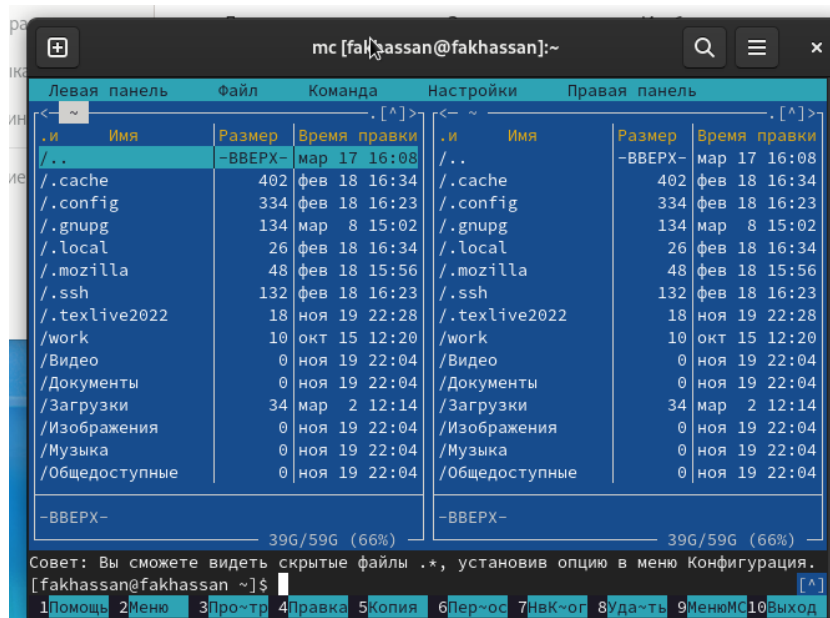 mc [fakhassan@fakhassan]:~
Левая панель Файл Команда Настройки Правая панель
<─ ~ .[^]> <─ ~ .[^]>
.и Имя Размер Время правки .и Имя Размер Время правки
/.. -ВВЕРХ- мар 17 16:08 /.. -ВВЕРХ- мар 17 16:08
/.cache 402 фев 18 16:34 /.cache 402 фев 18 16:34
/.config 334 фев 18 16:23 /.config 334 фев 18 16:23
/.gnupg 134 мар 8 15:02 /.gnupg 134 мар 8 15:02
/.local 26 фев 18 16:34 /.local 26 фев 18 16:34
/.mozilla 48 фев 18 15:56 /.mozilla 48 фев 18 15:56
/.ssh 132 фев 18 16:23 /.ssh 132 фев 18 16:23
/.texlive2022 18 ноя 19 22:28 /.texlive2022 18 ноя 19 22:28
/work 10 окт 15 12:20 /work 10 окт 15 12:20
/Видео 0 ноя 19 22:04 /Видео 0 ноя 19 22:04
/Документы 0 ноя 19 22:04 /Документы 0 ноя 19 22:04
/Загрузки 34 мар 2 12:14 /Загрузки 34 мар 2 12:14
/Изображения 0 ноя 19 22:04 /Изображения 0 ноя 19 22:04
/Музыка 0 ноя 19 22:04 /Музыка 0 ноя 19 22:04
/Общедоступные 0 ноя 19 22:04 /Общедоступные 0 ноя 19 22:04
-ВВЕРХ- -ВВЕРХ-
39G/59G (66%) 39G/59G (66%)
Совет: Вы сможете видеть скрытые файлы .*, установив опцию в меню Конфигурация.
[fakhassan@fakhassan ~]$ [^]
1Помощь 2Меню 3Про~тр 4Правка 5Копия 6Пер~ос 7НвК~ог 8Уда~ть 9МенюMC 10Выход